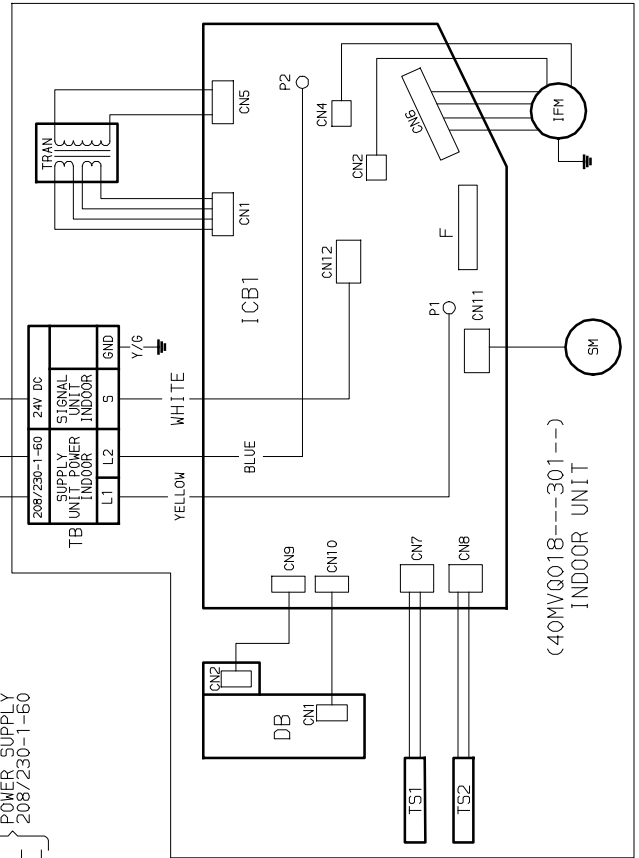 POWER SUPPLY
208/230-1-60
208/230-1-60
24V DC
SUPPLY
UNIT POWER
INDOOR
SIGNAL
UNIT
INDOOR
L1
L2
S
GND
TB
Y/G
YELLOW
BLUE
WHITE
TRAN
CN1
CN5
ICB1
P2
CN4
CN6
CN2
IFM
CN12
F
P1
CN11
SM
CN9
CN10
CN7
CN8
CN2
DB
CN1
TS1
TS2
(40MVQ018---301--)
INDOOR UNIT